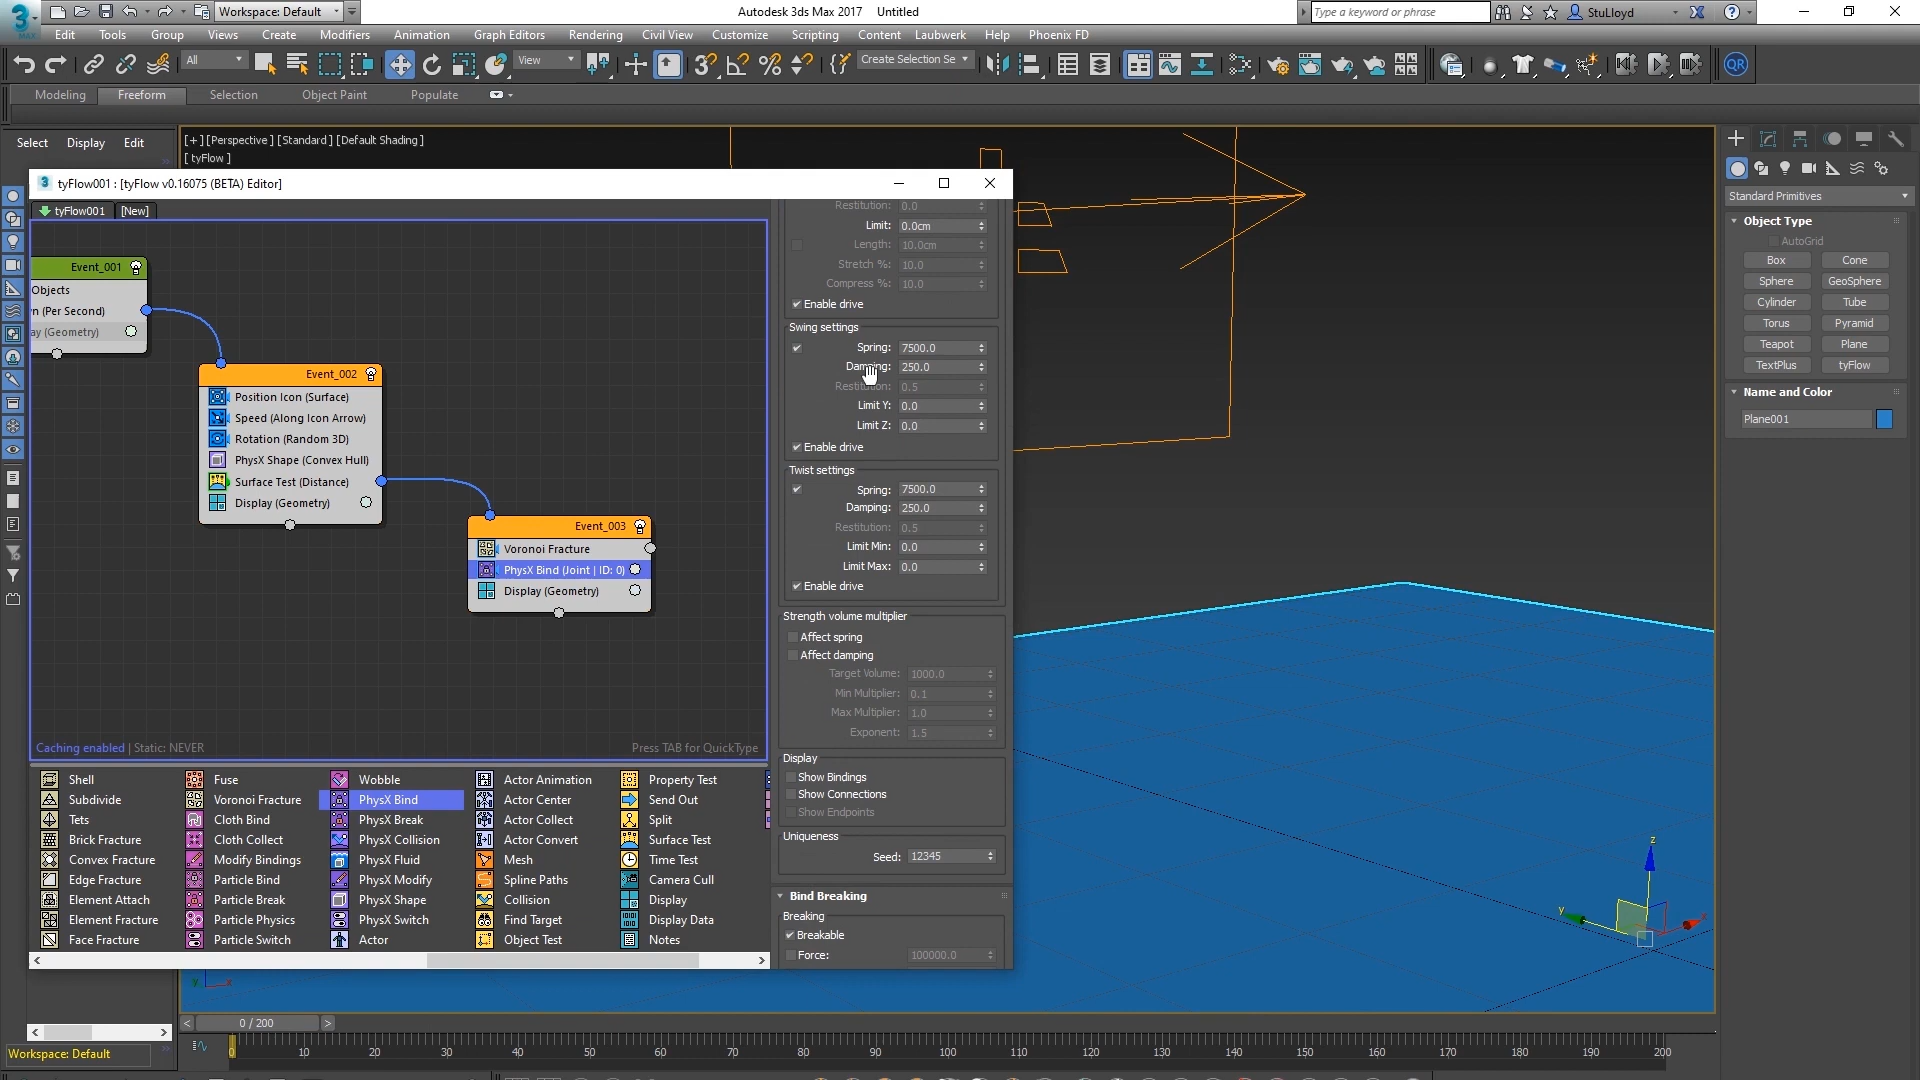 Workspace: Default
Autodesk 3ds Max 2017 Untitled
Type a keyword or phrase
StuLloyd
MAX
Edit Tools Group Views Create Modifiers Animation Graph Editors Rendering Civil View Customize Scripting Content Laubwerk Help Phoenix FD
All
View
Create Selection Se
QR
Modeling Freeform Selection Object Paint Populate
Select Display Edit
[+] [Perspective] [Standard] [Default Shading]
[ tyFlow ]
tyFlow001 : [tyFlow v0.16075 (BETA) Editor]
tyFlow001 [New]
Event_001
Objects
n (Per Second)
ay (Geometry)
Event_002
Position Icon (Surface)
Speed (Along Icon Arrow)
Rotation (Random 3D)
PhysX Shape (Convex Hull)
Surface Test (Distance)
Display (Geometry)
Event_003
Voronoi Fracture
PhysX Bind (Joint | ID: 0)
Display (Geometry)
Caching enabled | Static: NEVER
Press TAB for QuickType
Restitution: 0.0
Limit: 0.0cm
Length: 10.0cm
Stretch %: 10.0
Compress %: 10.0
Enable drive
Swing settings
Spring: 7500.0
Damping: 250.0
Restitution: 0.5
Limit Y: 0.0
Limit Z: 0.0
Enable drive
Twist settings
Spring: 7500.0
Damping: 250.0
Restitution: 0.5
Limit Min: 0.0
Limit Max: 0.0
Enable drive
Strength volume multiplier
Affect spring
Affect damping
Target Volume: 1000.0
Min Multiplier: 0.1
Max Multiplier: 1.0
Exponent: 1.5
Display
Show Bindings
Show Connections
Show Endpoints
Uniqueness
Seed: 12345
Bind Breaking
Breaking
Breakable
Force: 100000.0
Shell Fuse Wobble Actor Animation Property Test
Subdivide Voronoi Fracture PhysX Bind Actor Center Send Out
Tets Cloth Bind PhysX Break Actor Collect Split
Brick Fracture Cloth Collect PhysX Collision Actor Convert Surface Test
Convex Fracture Modify Bindings PhysX Fluid Mesh Time Test
Edge Fracture Particle Bind PhysX Modify Spline Paths Camera Cull
Element Attach Particle Break PhysX Shape Collision Display
Element Fracture Particle Physics PhysX Switch Find Target Display Data
Face Fracture Particle Switch Actor Object Test Notes
Standard Primitives
Object Type
AutoGrid
Box Cone
Sphere GeoSphere
Cylinder Tube
Torus Pyramid
Teapot Plane
TextPlus tyFlow
Name and Color
Plane001
z
y
x
y x
0 / 200
Workspace: Default
0 10 20 30 40 50 60 70 80 90 100 110 120 130 140 150 160 170 180 190 200